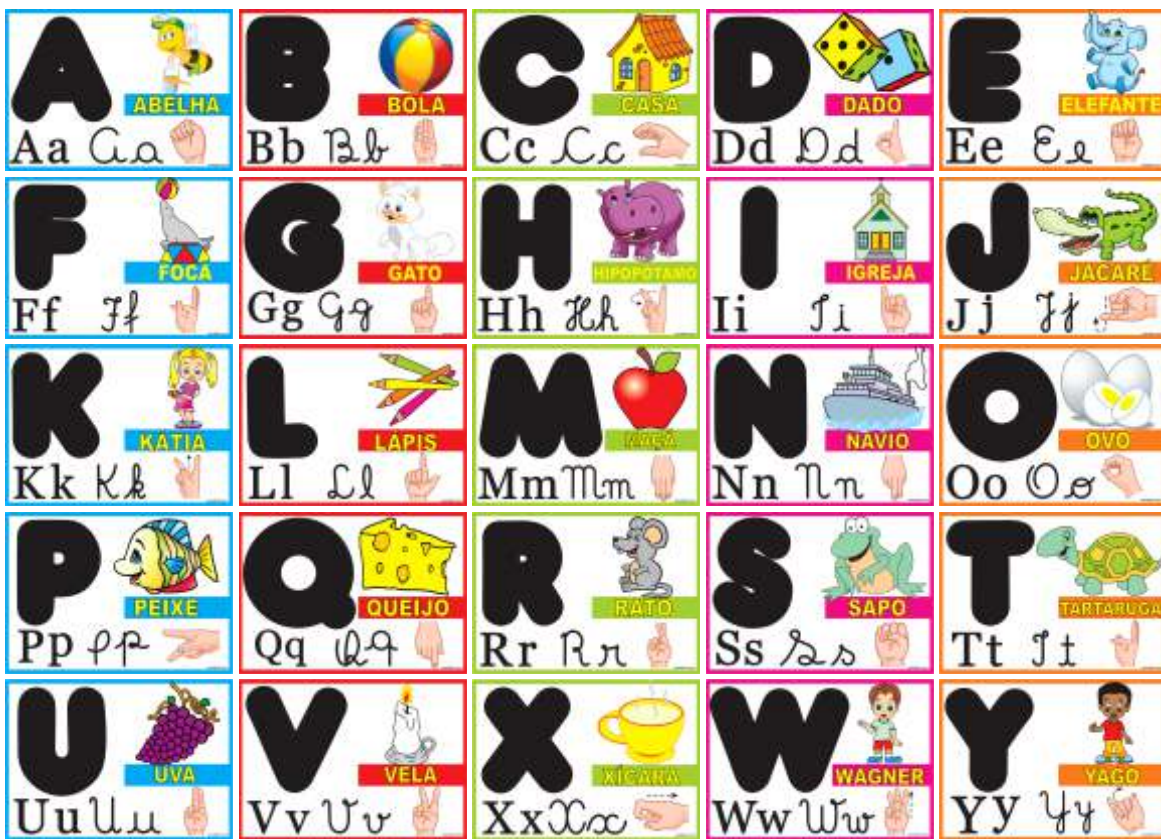 A
ABELHA
Aa Aa
B
BOLA
Bb Bb
C
CASA
Cc Cc
D
DADO
Dd Dd
E
ELEFANTE
Ee Ee
F
FOCA
Ff Ff
G
GATO
Gg Gg
H
HIPOPÓTAMO
Hh Hh
I
IGREJA
Ii Ii
J
JACARÉ
Jj Jj
K
KÁTIA
Kk Kk
L
LÁPIS
Ll Ll
M
MAÇÃ
Mm Mm
N
NAVIO
Nn Nn
O
OVO
Oo Oo
P
PEIXE
Pp Pp
Q
QUEIJO
Qq Qq
R
RATO
Rr Rr
S
SAPO
Ss Ss
T
TARTARUGA
Tt Tt
U
UVA
Uu Uu
V
VELA
Vv Vv
X
XÍCARA
Xx Xx
W
WAGNER
Ww Ww
Y
YAGO
Yy Yy